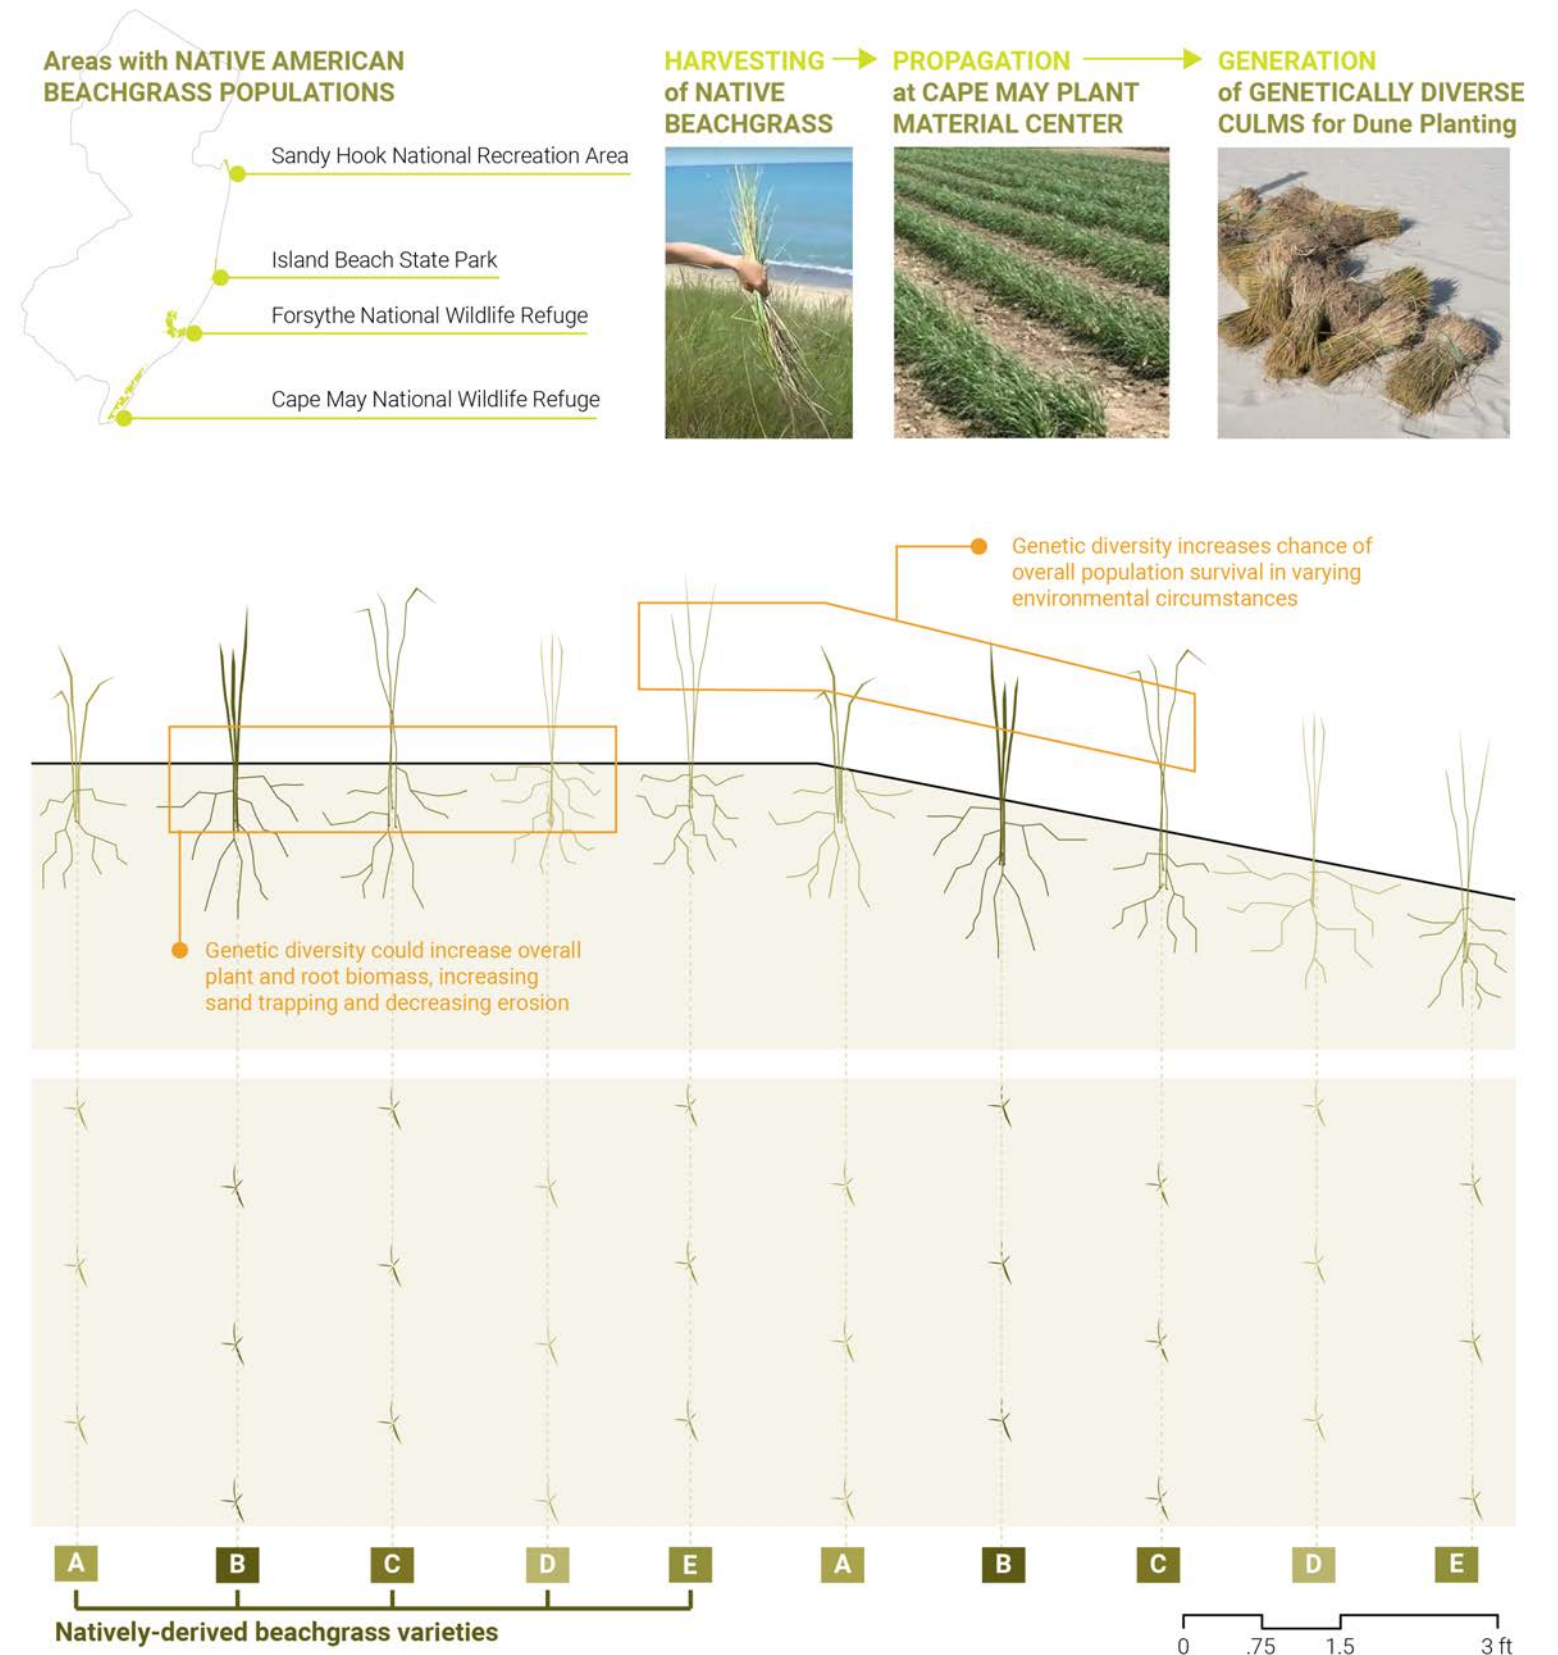 Areas with NATIVE AMERICAN
BEACHGRASS POPULATIONS
Sandy Hook National Recreation Area
Island Beach State Park
Forsythe National Wildlife Refuge
Cape May National Wildlife Refuge
HARVESTING
of NATIVE
BEACHGRASS
PROPAGATION
at CAPE MAY PLANT
MATERIAL CENTER
GENERATION
of GENETICALLY DIVERSE
CULMS for Dune Planting
Genetic diversity increases chance of
overall population survival in varying
environmental circumstances
Genetic diversity could increase overall
plant and root biomass, increasing
sand trapping and decreasing erosion
A B C D E A B C D E
Natively-derived beachgrass varieties
0 .75 1.5 3 ft